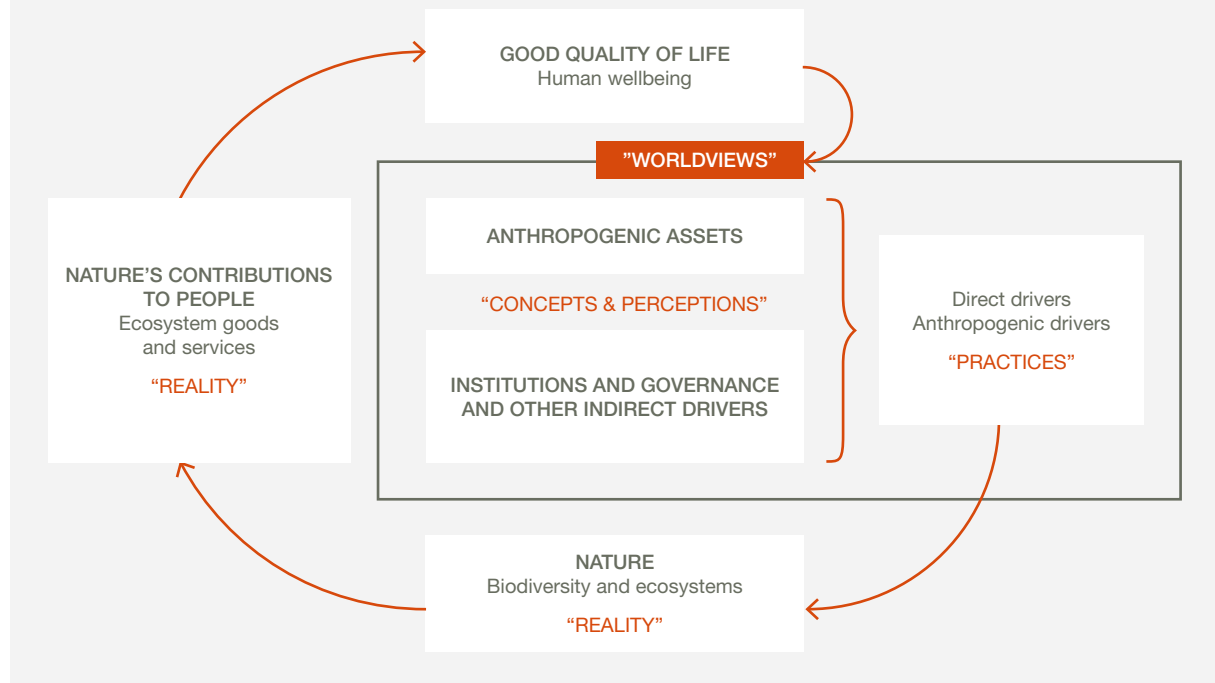 GOOD QUALITY OF LIFE
Human wellbeing
”WORLDVIEWS”
ANTHROPOGENIC ASSETS
“CONCEPTS & PERCEPTIONS”
INSTITUTIONS AND GOVERNANCE
AND OTHER INDIRECT DRIVERS
Direct drivers
Anthropogenic drivers
“PRACTICES”
NATURE’S CONTRIBUTIONS
TO PEOPLE
Ecosystem goods
and services
“REALITY”
NATURE
Biodiversity and ecosystems
“REALITY”